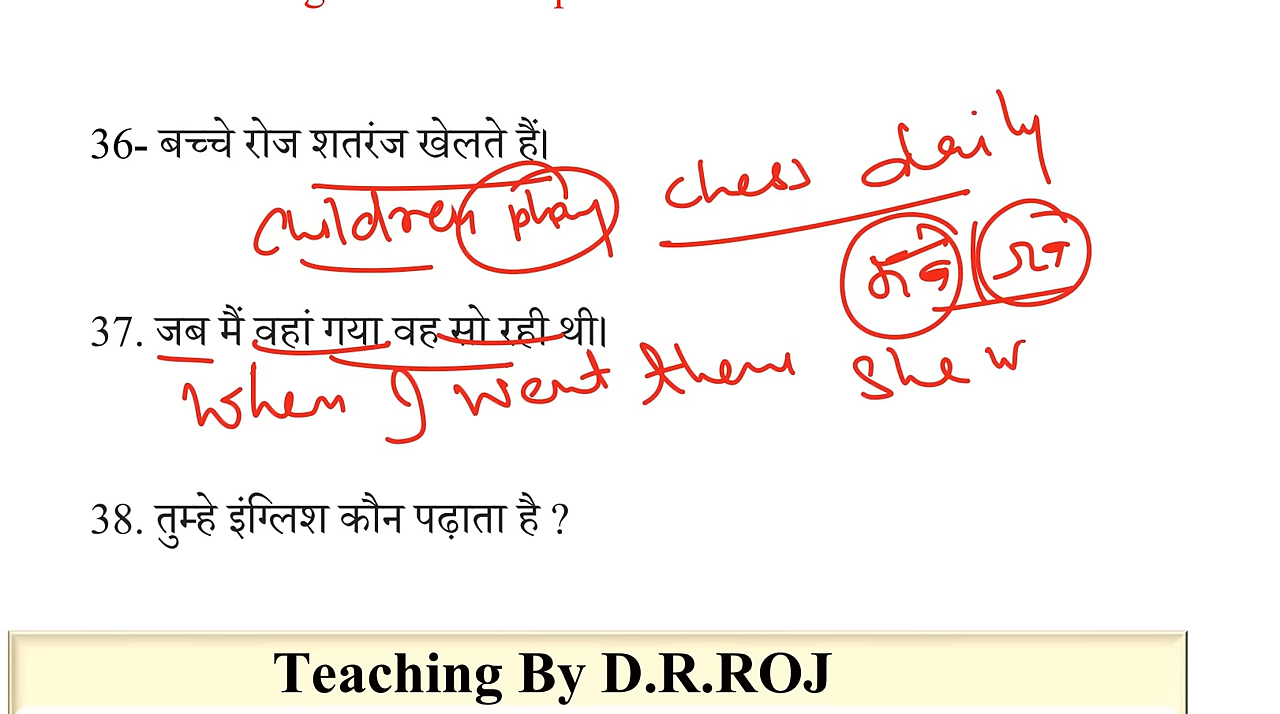 36- बच्चे रोज शतरंज खेलते हैं।
children play chess daily
37. जब मैं वहां गया वह सो रही थी।
When I went there she w
38. तुम्हे इंग्लिश कौन पढ़ाता है ?
Teaching By D.R.ROJ